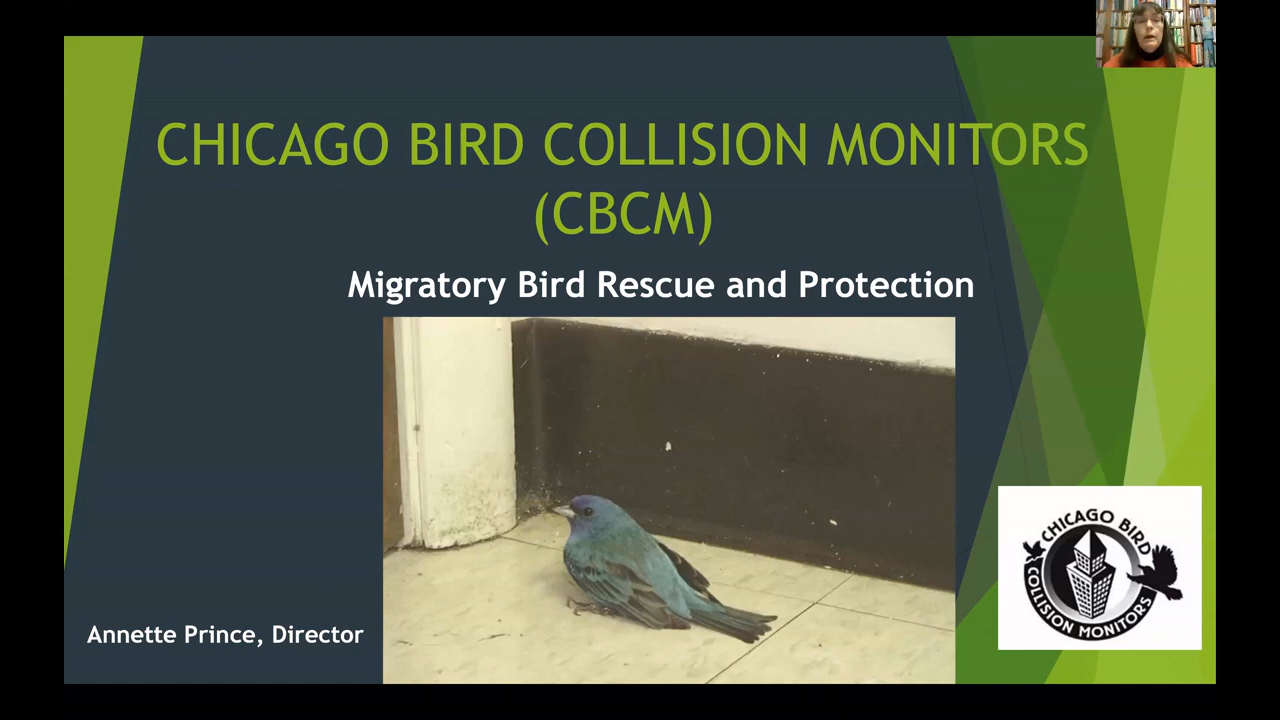 CHICAGO BIRD COLLISION MONITORS
(CBCM)
Migratory Bird Rescue and Protection
Annette Prince, Director
CHICAGO BIRD
COLLISION MONITORS